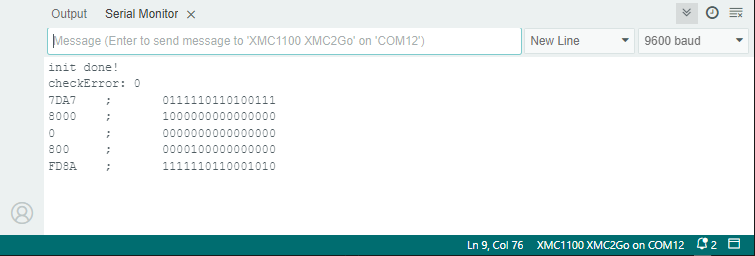 Output Serial Monitor
Message (Enter to send message to 'XMC1100 XMC2Go' on 'COM12') New Line 9600 baud
init done!
checkError: 0
7DA7 ; 0111110110100111
8000 ; 1000000000000000
0 ; 0000000000000000
800 ; 0000100000000000
FD8A ; 1111110110001010
Ln 9, Col 76 XMC1100 XMC2Go on COM12 2